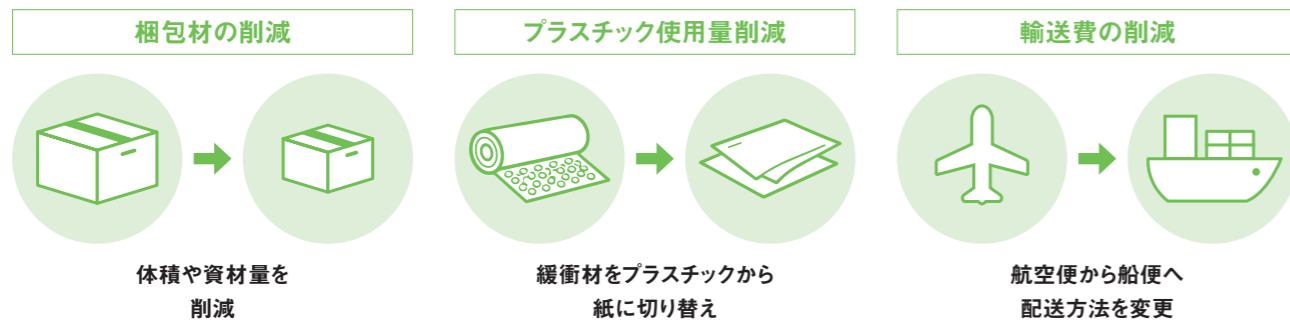 梱包材の削減
体積や資材量を
削減
プラスチック使用量削減
緩衝材をプラスチックから
紙に切り替え
輸送費の削減
航空便から船便へ
配送方法を変更